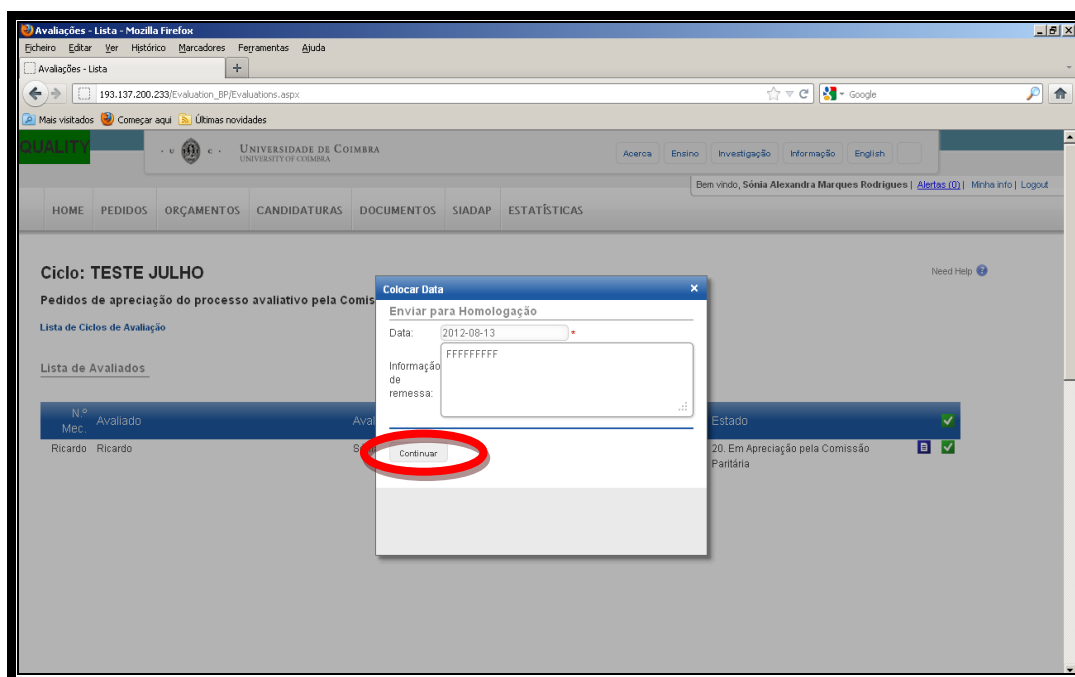 Avaliações - Lista - Mozilla Firefox
Ficheiro Editar Ver Histórico Marcadores Ferramentas Ajuda
Avaliações - Lista +
193.137.200.233/Evaluation_BP/Evaluations.aspx Google
Mais visitados Começar aqui Últimas novidades
QUALITY
UNIVERSIDADE DE COIMBRA
UNIVERSITY OF COIMBRA
Acerca Ensino Investigação Informação English
Bem vindo, Sónia Alexandra Marques Rodrigues | Alertas (0) | Minha info | Logout
HOME PEDIDOS ORÇAMENTOS CANDIDATURAS DOCUMENTOS SIADAP ESTATÍSTICAS
Ciclo: TESTE JULHO
Need Help ?
Pedidos de apreciação do processo avaliativo pela Comis
Lista de Ciclos de Avaliação
Lista de Avaliados
N.º Mec. Avaliado Aval Estado
Ricardo Ricardo S 20. Em Apreciação pela Comissão
Paritária
Colocar Data x
Enviar para Homologação
Data: 2012-08-13 *
Informação de remessa: FFFFFFFFF
Continuar